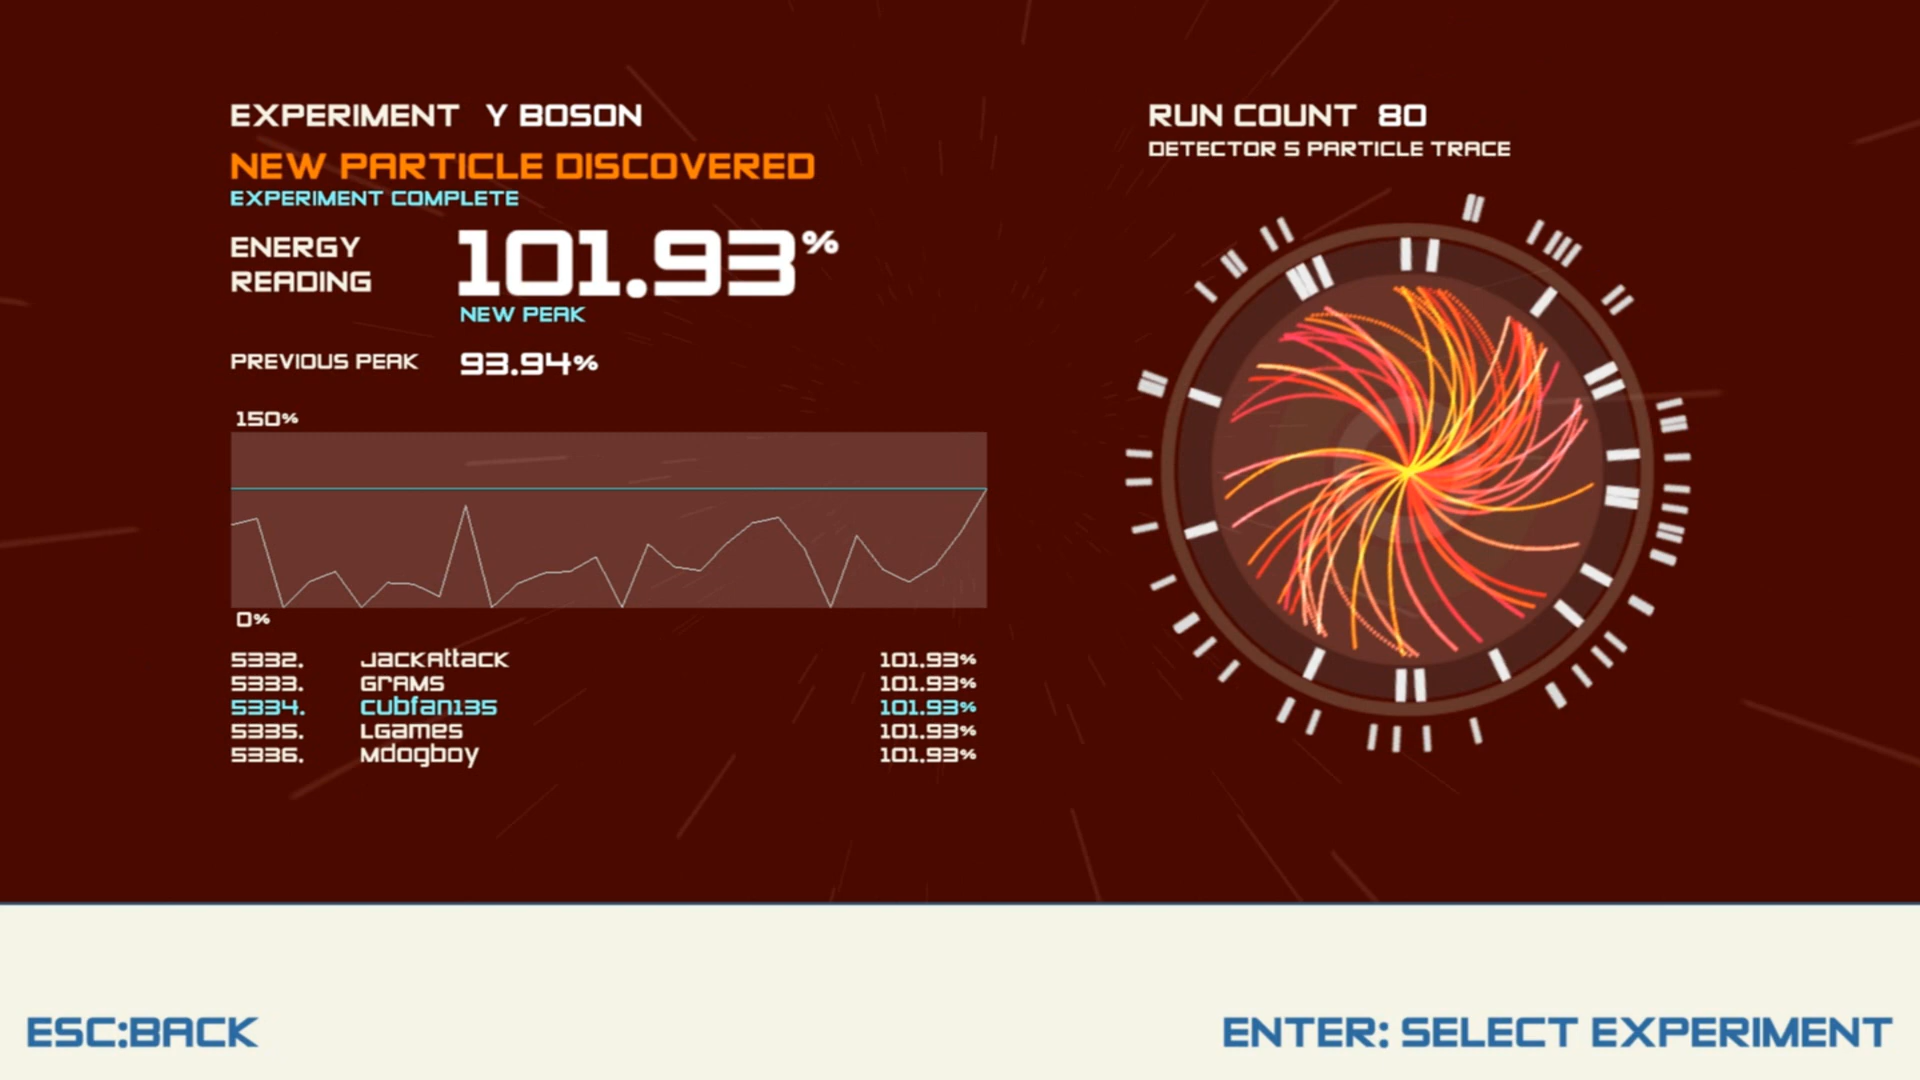 EXPERIMENT Y BOSON
NEW PARTICLE DISCOVERED
EXPERIMENT COMPLETE
ENERGY READING 101.93%
NEW PEAK
PREVIOUS PEAK 93.94%
150%
0%
5332. JackAttack 101.93%
5333. GRAMS 101.93%
5334. cubfan135 101.93%
5335. LGames 101.93%
5336. Mdogboy 101.93%
RUN COUNT 80
DETECTOR 5 PARTICLE TRACE
ESC:BACK
ENTER: SELECT EXPERIMENT